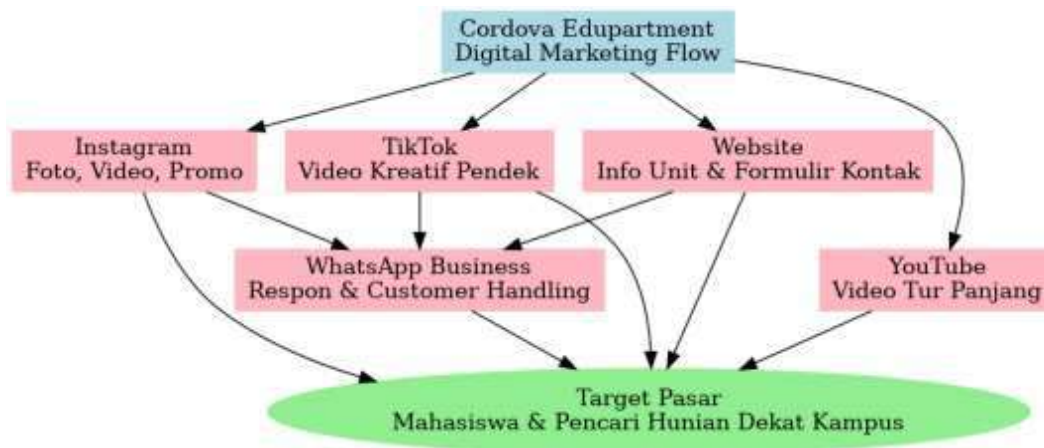 Cordova Edupartment
Digital Marketing Flow
Instagram
Foto, Video, Promo
TikTok
Video Kreatif Pendek
Website
Info Unit & Formulir Kontak
WhatsApp Business
Respon & Customer Handling
YouTube
Video Tur Panjang
Target Pasar
Mahasiswa & Pencari Hunian Dekat Kampus